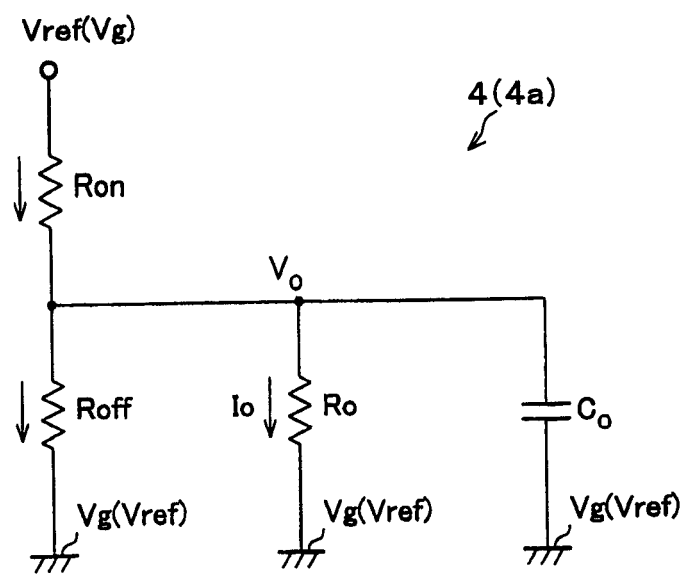 Vref(Vg)
4(4a)
Ron
Vo
Roff
Io
Ro
Co
Vg(Vref)
Vg(Vref)
Vg(Vref)